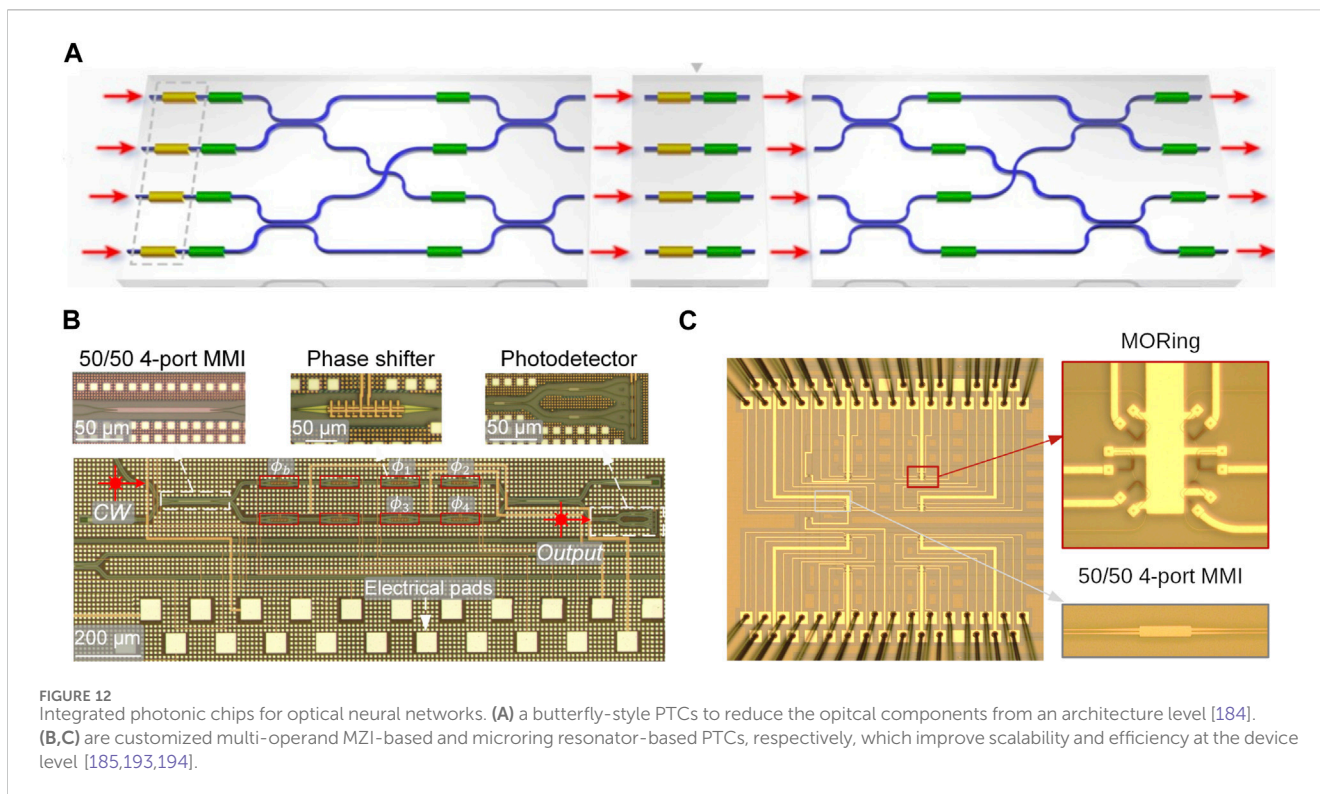 A
B
50/50 4-port MMI
Phase shifter
Photodetector
50 μm
50 μm
50 μm
ϕb
ϕ1
ϕ2
CW
ϕ3
ϕ4
Output
Electrical pads
200 μm
C
MORing
50/50 4-port MMI
FIGURE 12
Integrated photonic chips for optical neural networks. (A) a butterfly-style PTCs to reduce the opitcal components from an architecture level [184].
(B,C) are customized multi-operand MZI-based and microring resonator-based PTCs, respectively, which improve scalability and efficiency at the device
level [185,193,194].